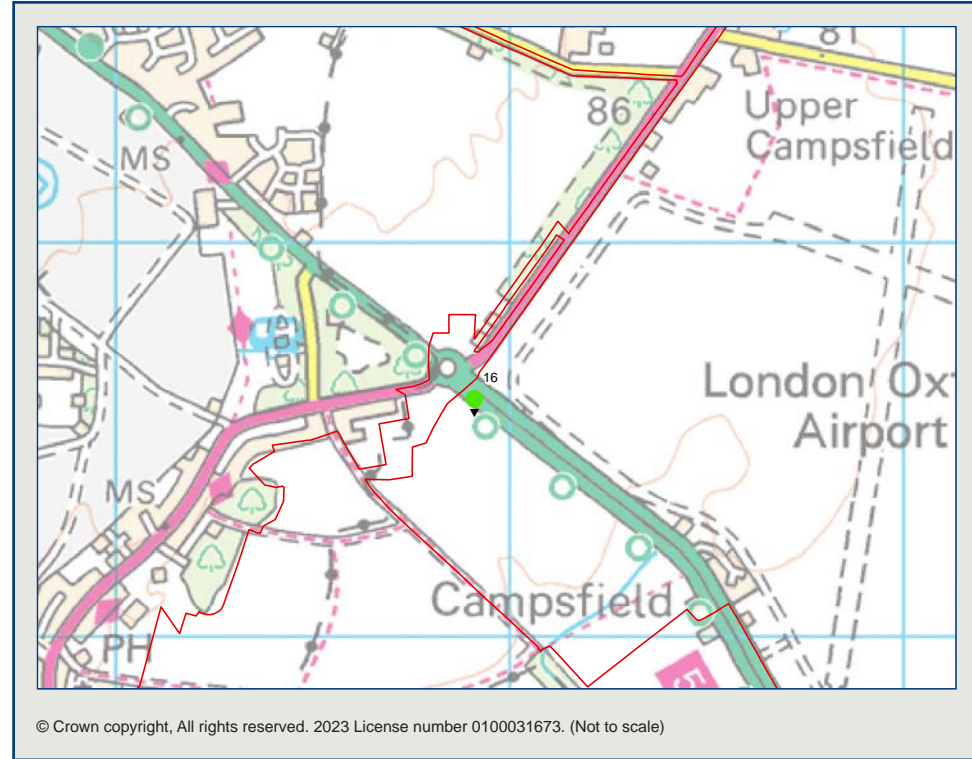 81
86
Upper
Campsfield
MS
16
London Ox
Airport
MS
Campsfield
PH
© Crown copyright, All rights reserved. 2023 License number 0100031673. (Not to scale)